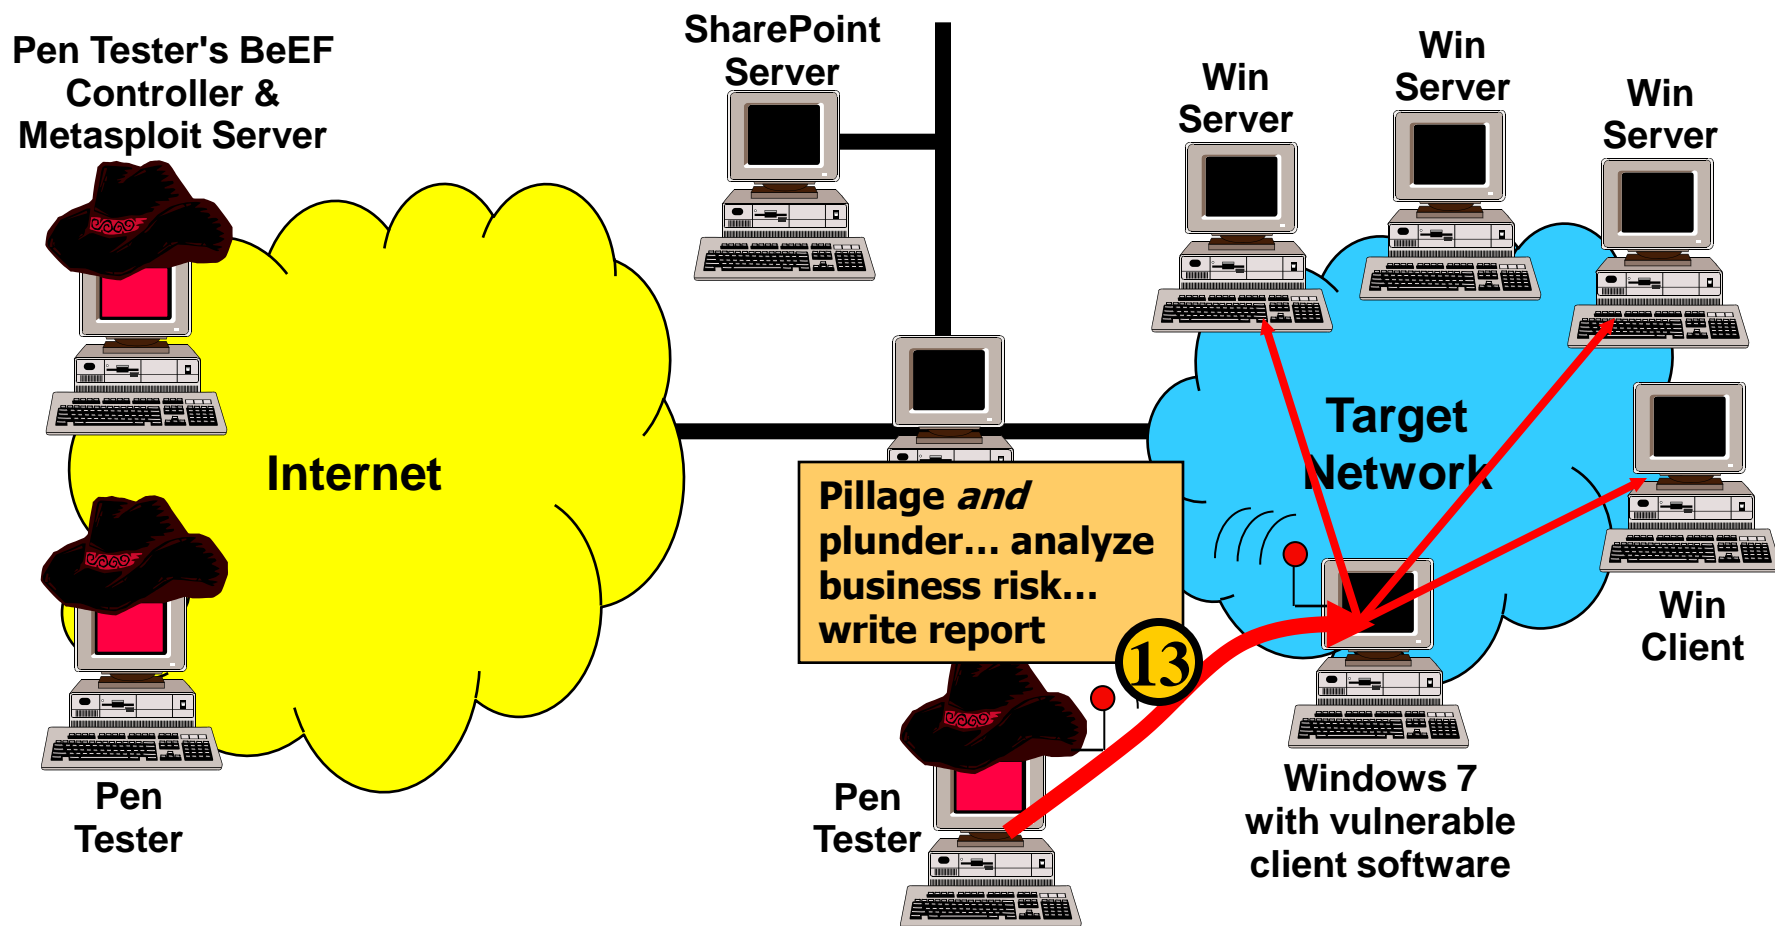 Pen Tester's BeEF
Controller &
Metasploit Server
SharePoint
Server
Win
Server
Win
Server
Win
Server
Internet
Target
Network
Pillage and
plunder... analyze
business risk...
write report
13
Win
Client
Pen
Tester
Pen
Tester
Windows 7
with vulnerable
client software